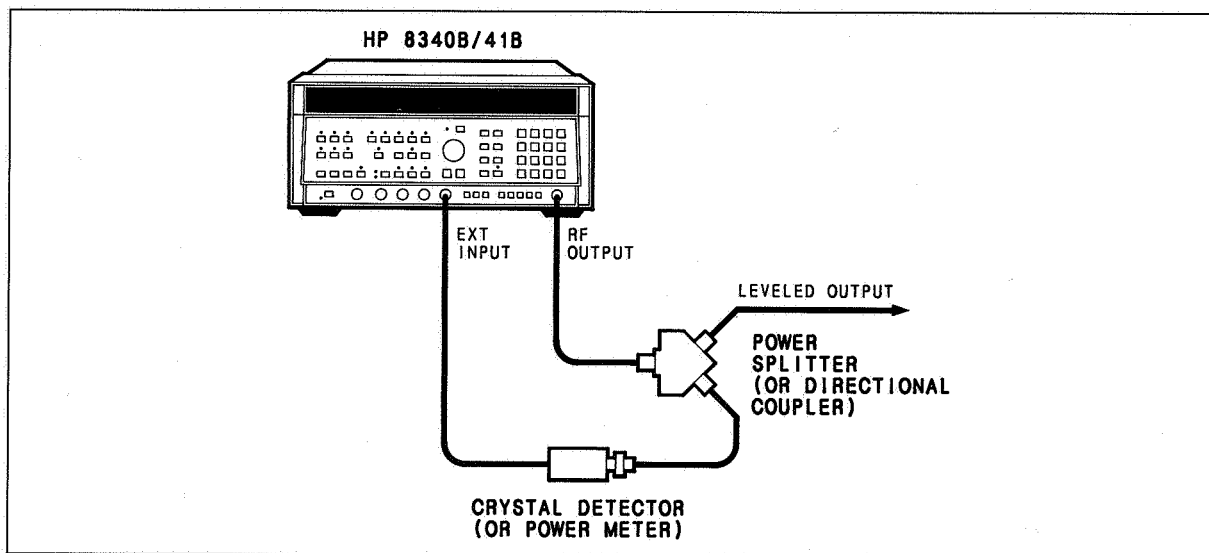 HP 8340B/41B
EXT
INPUT
RF
OUTPUT
LEVELED OUTPUT
POWER
SPLITTER
(OR DIRECTIONAL
COUPLER)
CRYSTAL DETECTOR
(OR POWER METER)